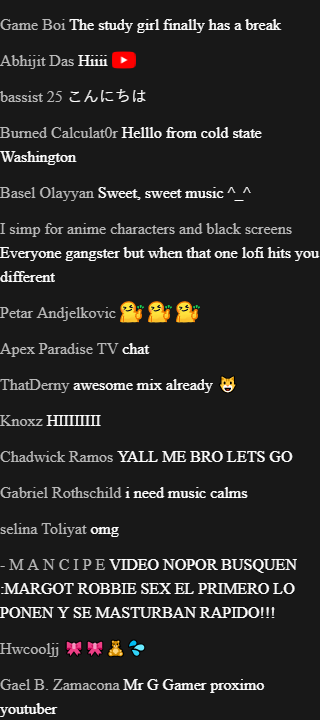 Game Boi The study girl finally has a break
Abhijit Das Hiiii
bassist 25 こんにちは
Burned Calculat0r Helllo from cold state
Washington
Basel Olayyan Sweet, sweet music ^_^
I simp for anime characters and black screens
Everyone gangster but when that one lofi hits you
different
Petar Andjelkovic
Apex Paradise TV chat
ThatDerny awesome mix already 😺
Knoxz HIIIIIIII
Chadwick Ramos YALL ME BRO LETS GO
Gabriel Rothschild i need music calms
selina Toliyat omg
- M A N C I P E VIDEO NOPOR BUSQUEN
:MARGOT ROBBIE SEX EL PRIMERO LO
PONEN Y SE MASTURBAN RAPIDO!!!
Hwcooljj 🎀🎀🧸💦
Gael B. Zamacona Mr G Gamer proximo
youtuber